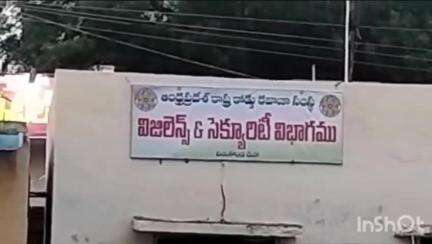 ఆంధ్రప్రదేశ్ రాష్ట్ర రోడ్డు రవాణా సంస్థ
విజిలెన్స్ & సెక్యూరిటీ విభాగము
InShOt